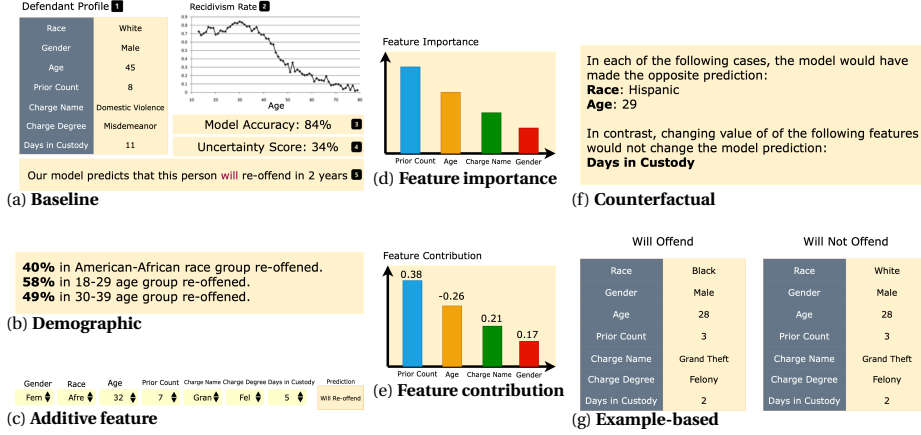 Defendant Profile 1
Race White
Gender Male
Age 45
Prior Count 8
Charge Name Domestic Violence
Charge Degree Misdemeanor
Days in Custody 11
Recidivism Rate 2
0.9
0.8
0.7
0.6
0.5
0.4
0.3
0.2
0.1
0
10 20 30 40 50 60 70 80
Age
Model Accuracy: 84% 3
Uncertainty Score: 34% 4
Our model predicts that this person will re-offend in 2 years 5
(a) Baseline
40% in American-African race group re-offened.
58% in 18-29 age group re-offened.
49% in 30-39 age group re-offened.
(b) Demographic
Gender Race Age Prior Count Charge Name Charge Degree Days in Custody Prediction
Fem Afre 32 7 Gran Fel 5 Will Re-offend
(c) Additive feature
Feature Importance
Prior Count Age Charge Name Gender
(d) Feature importance
Feature Contribution
0.38
-0.26
0.21
0.17
Prior Count Age Charge Name Gender
(e) Feature contribution
In each of the following cases, the model would have
made the opposite prediction:
Race: Hispanic
Age: 29
In contrast, changing value of of the following features
would not change the model prediction:
Days in Custody
(f) Counterfactual
Will Offend
Race Black
Gender Male
Age 28
Prior Count 3
Charge Name Grand Theft
Charge Degree Felony
Days in Custody 2
Will Not Offend
Race White
Gender Male
Age 28
Prior Count 3
Charge Name Grand Theft
Charge Degree Felony
Days in Custody 2
(g) Example-based